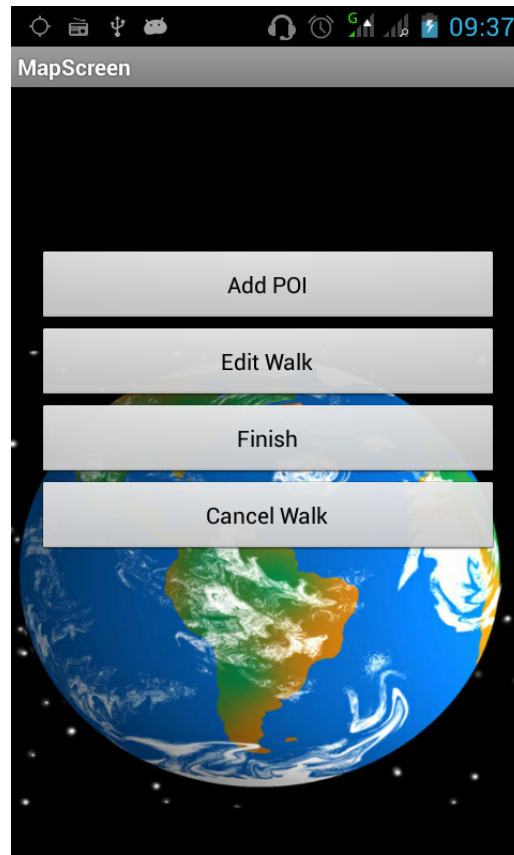 G 09:37
MapScreen
Add POI
Edit Walk
Finish
Cancel Walk